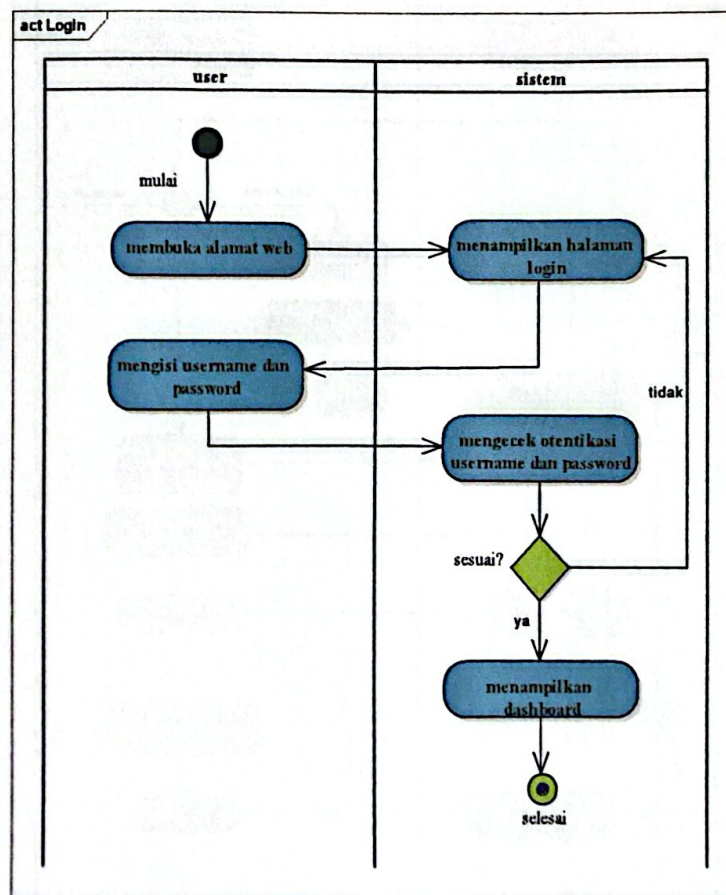 act LogIn
user
sistem
mulai
membuka alamat web
menampilkan halaman
login
mengisi username dan
password
tidak
mengecek otentikasi
username dan password
sesuai?
ya
menampilkan
dashboard
selesai